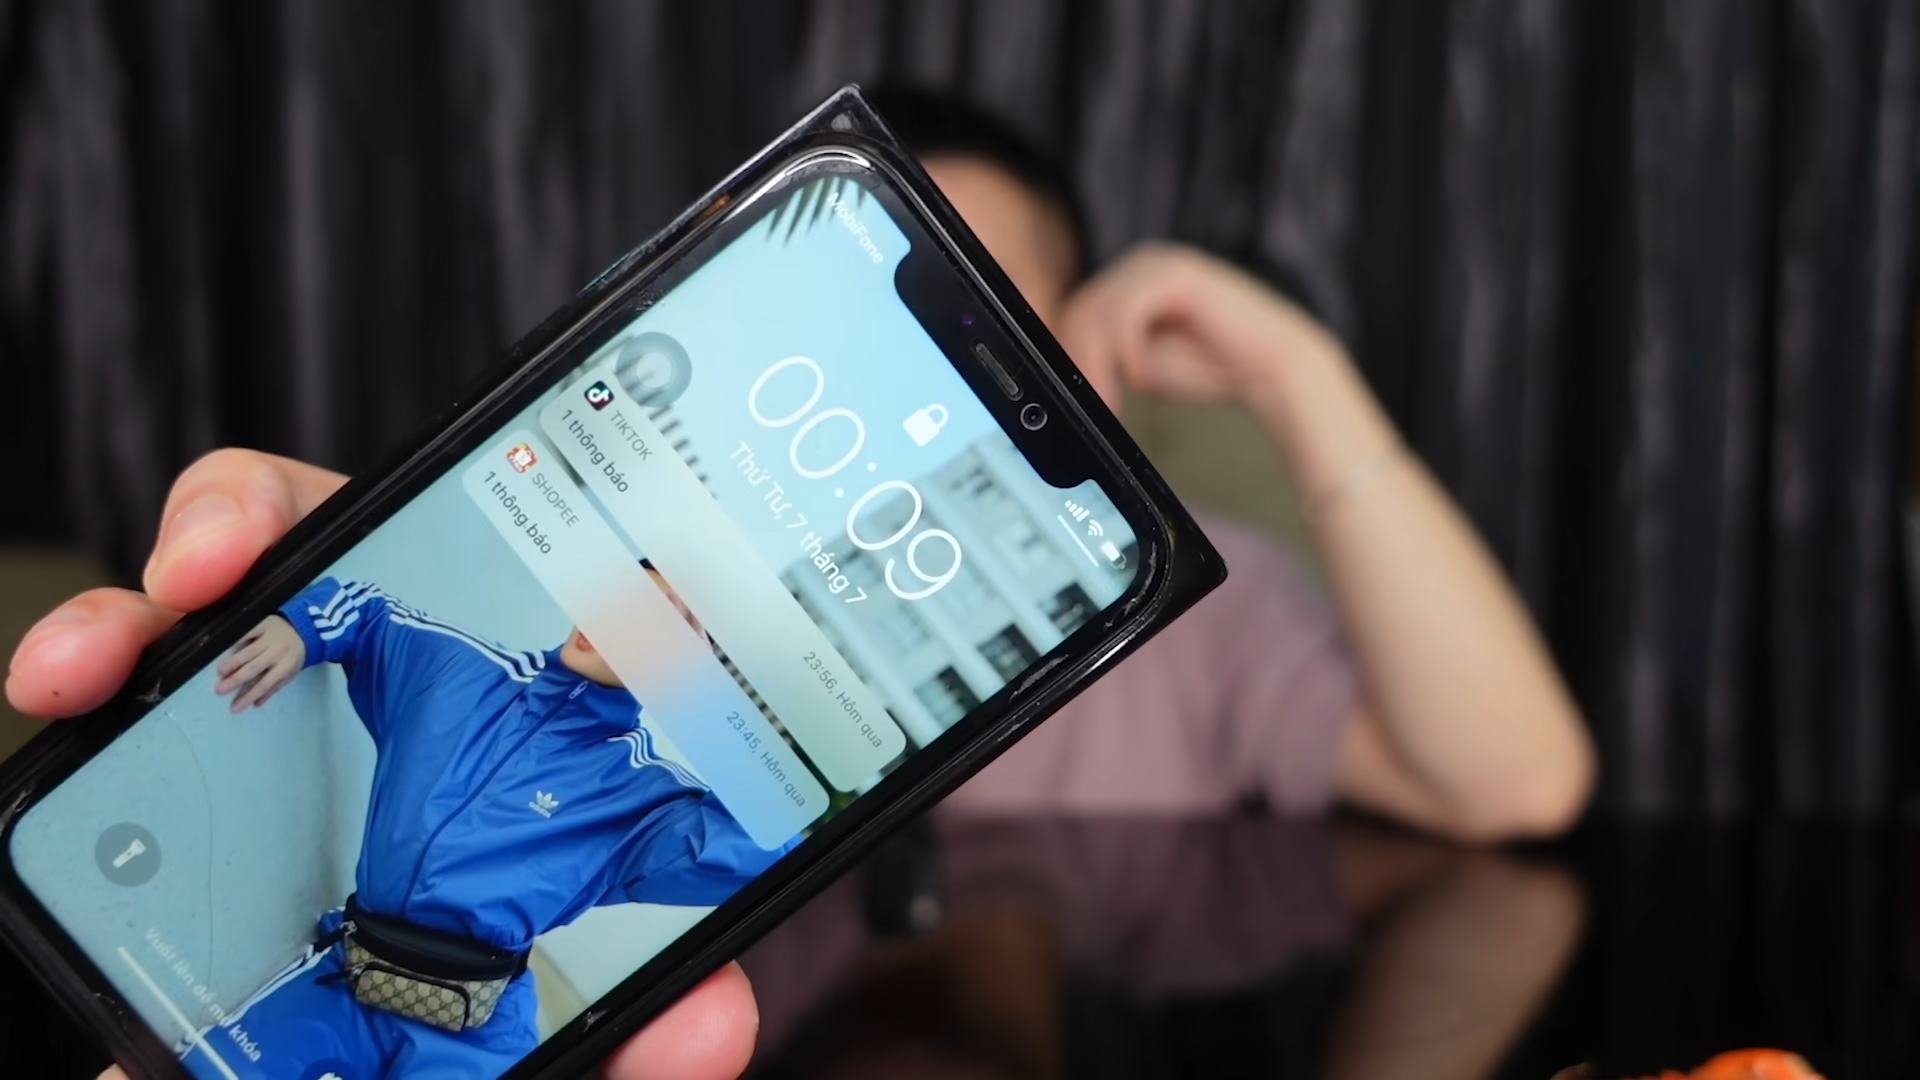 MobiFone
00:09
Thứ Tư, 7 tháng 7
TIKTOK
23:56, Hôm qua
1 thông báo
SHOPEE
23:45, Hôm qua
1 thông báo
adidas
Vuốt lên để mở khóa